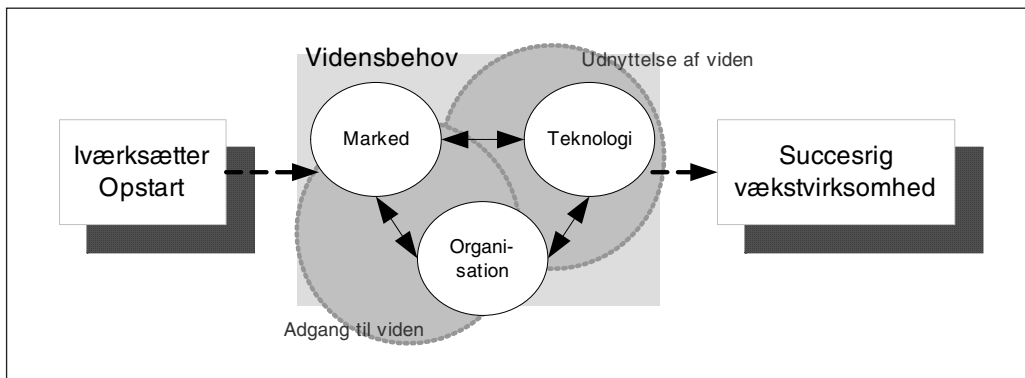 Vidensbehov
Udnyttelse af viden
Iværksætter
Opstart
Marked
Teknologi
Succesrig
vækstvirksomhed
Organi-
sation
Adgang til viden